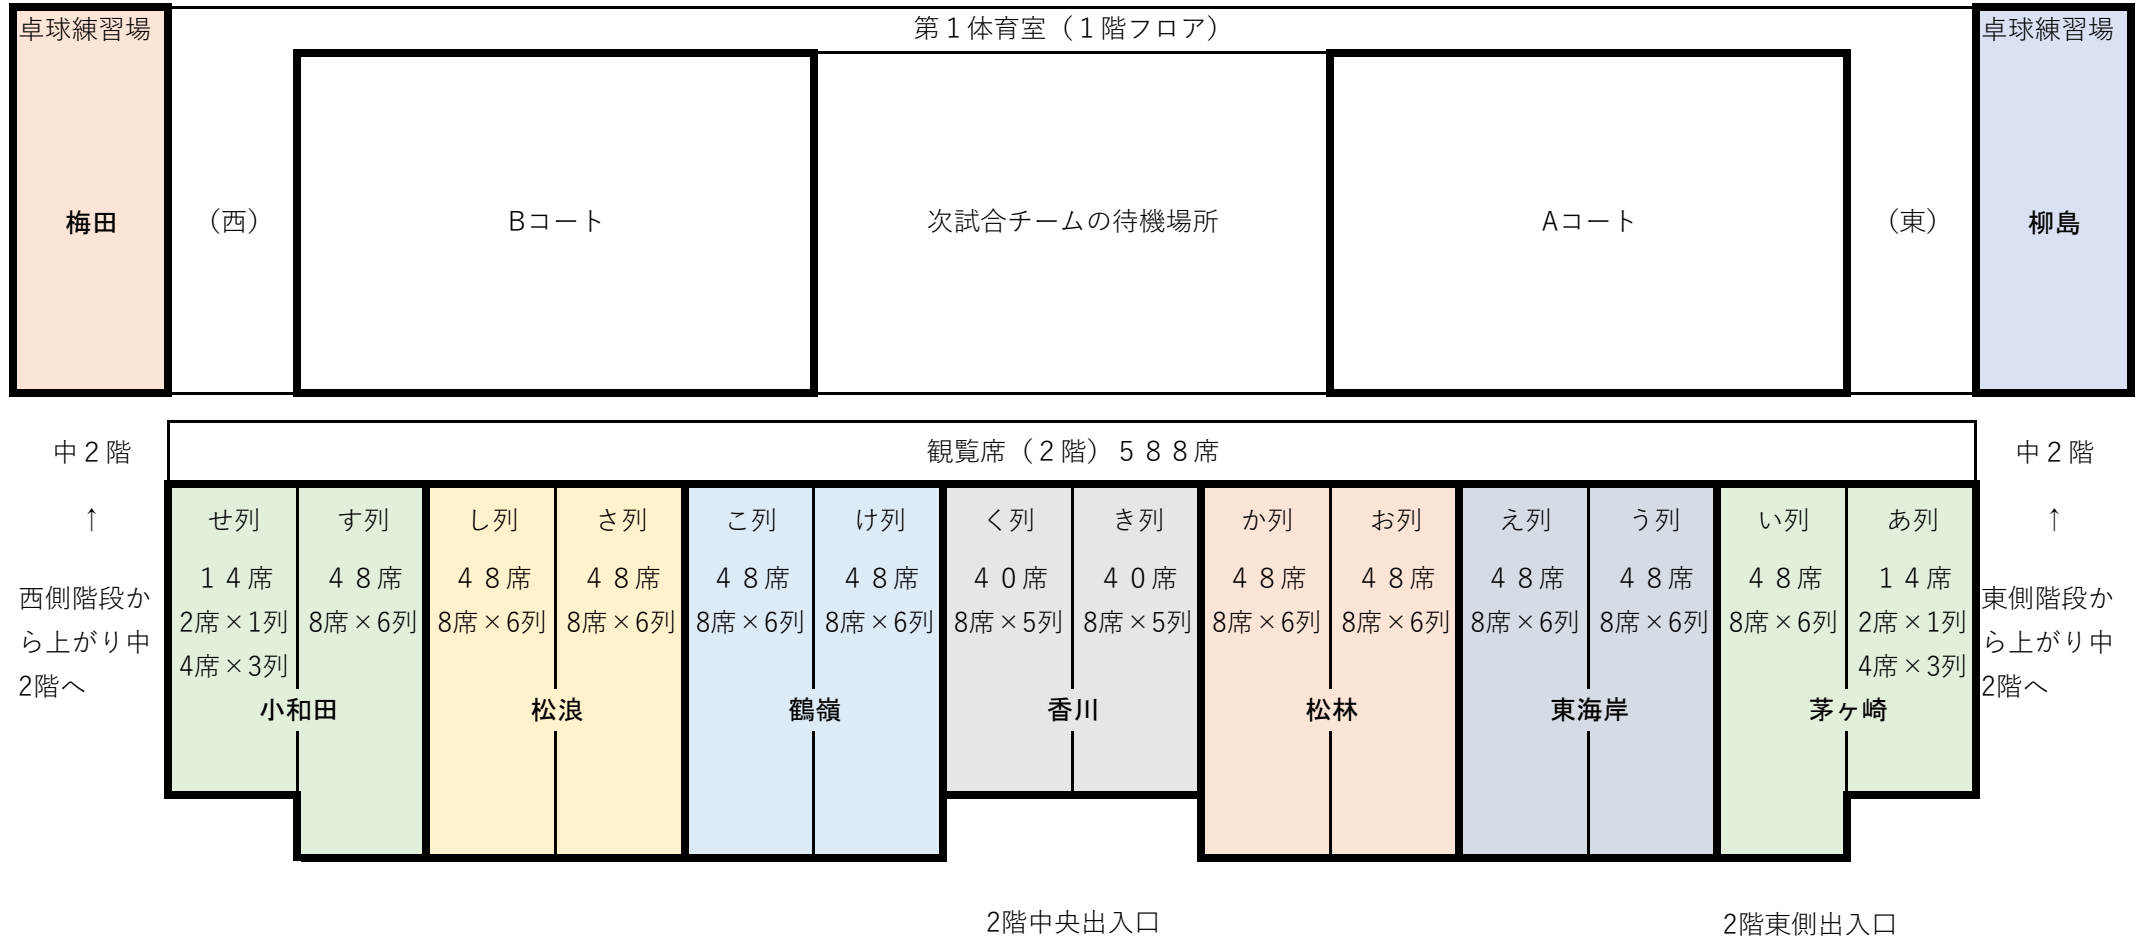 卓球練習場
第１体育室（１階フロア）
卓球練習場
梅田
（西）
Bコート
次試合チームの待機場所
Aコート
（東）
柳島
中２階
観覧席（２階）５８８席
中２階
↑
せ列
す列
し列
さ列
こ列
け列
く列
き列
か列
お列
え列
う列
い列
あ列
↑
１４席
４８席
４８席
４８席
４８席
４８席
４０席
４０席
４８席
４８席
４８席
４８席
４８席
１４席
2席×1列
8席×6列
8席×6列
8席×6列
8席×6列
8席×6列
8席×5列
8席×5列
8席×6列
8席×6列
8席×6列
8席×6列
8席×6列
2席×1列
4席×3列
4席×3列
西側階段か
ら上がり中
2階へ
東側階段か
ら上がり中
2階へ
小和田
松浪
鶴嶺
香川
松林
東海岸
茅ヶ崎
2階中央出入口
2階東側出入口